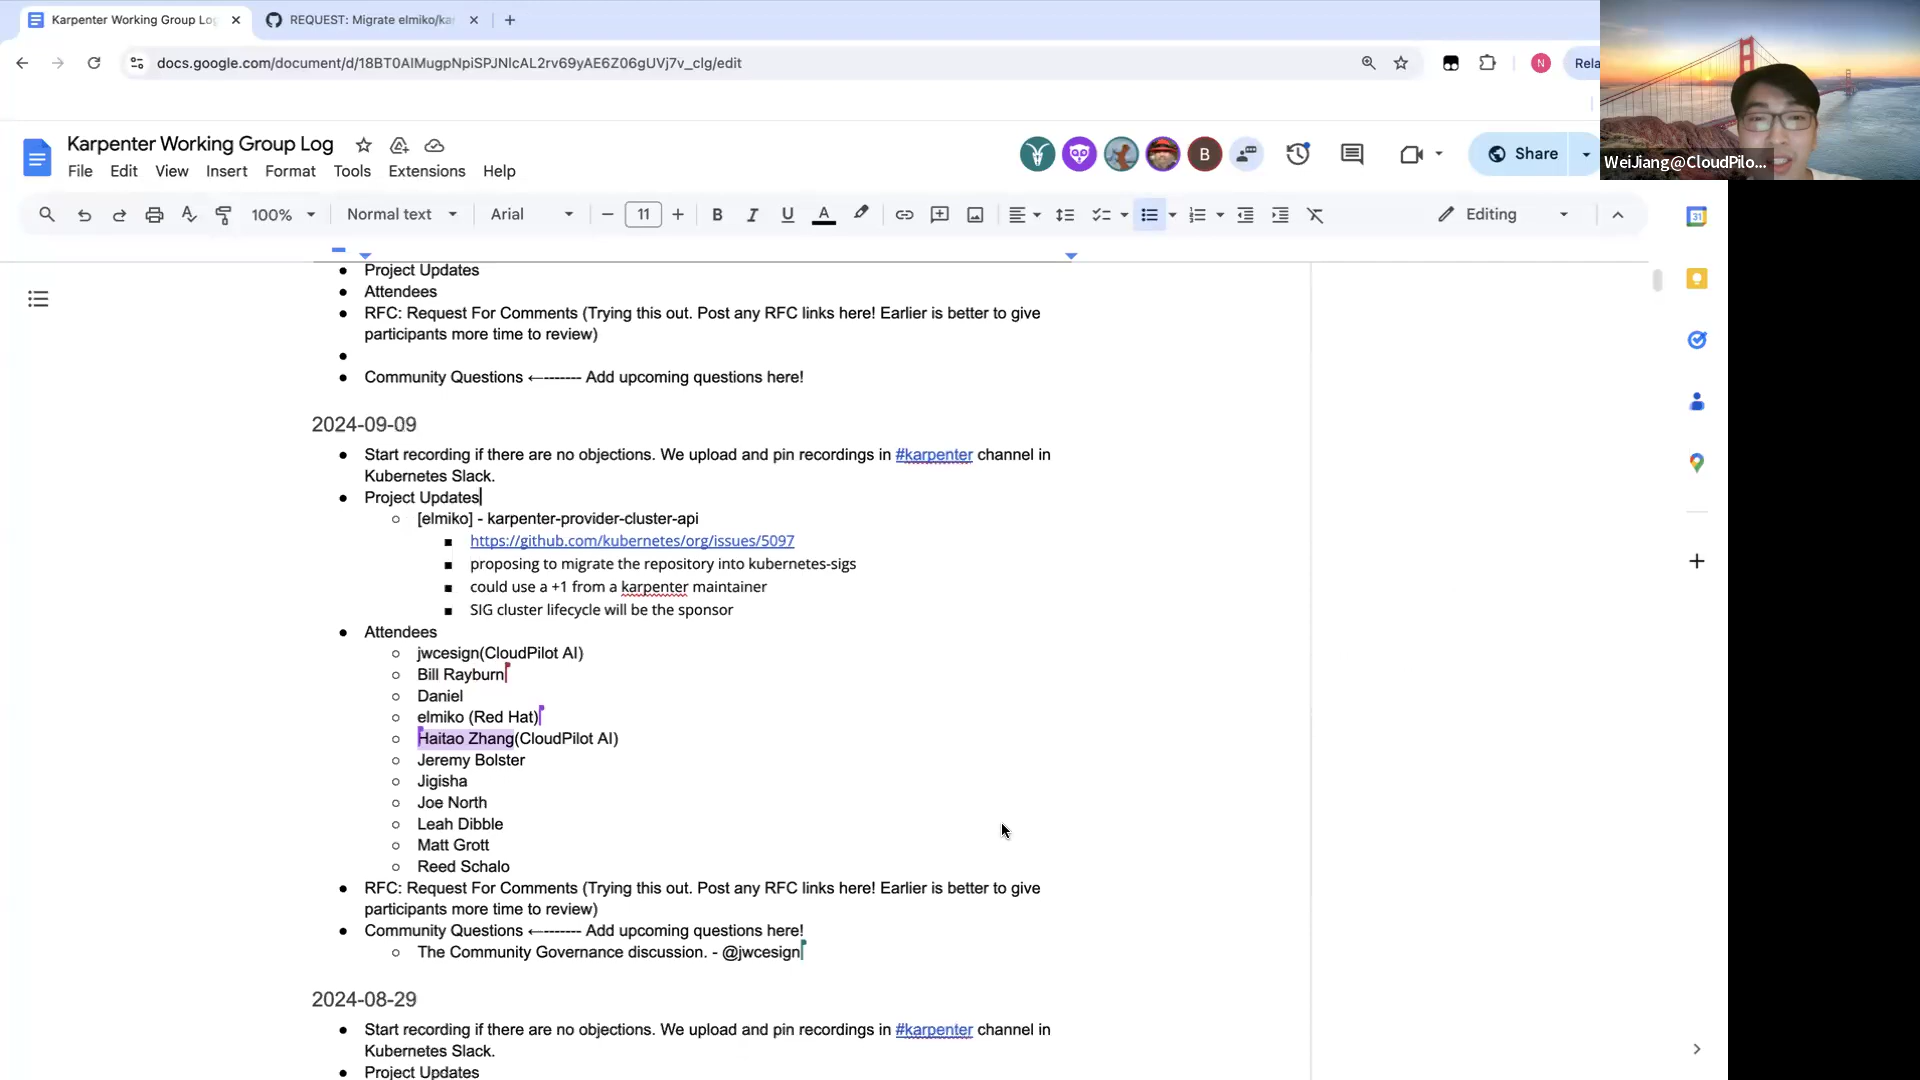 Karpenter Working Group Lo
REQUEST: Migrate elmiko/ka
docs.google.com/document/d/18BT0AlMugpNpiSPJNlcAL2rv69yAE6Z06gUVj7v_clg/edit
N
Rela
Karpenter Working Group Log
File Edit View Insert Format Tools Extensions Help
B
Share
WeiJiang@CloudPilo...
100% Normal text Arial 11 B I U A Editing
31
Project Updates
Attendees
RFC: Request For Comments (Trying this out. Post any RFC links here! Earlier is better to give
participants more time to review)
Community Questions ←------- Add upcoming questions here!
2024-09-09
Start recording if there are no objections. We upload and pin recordings in #karpenter channel in
Kubernetes Slack.
Project Updates
[elmiko] - karpenter-provider-cluster-api
https://github.com/kubernetes/org/issues/5097
proposing to migrate the repository into kubernetes-sigs
could use a +1 from a karpenter maintainer
SIG cluster lifecycle will be the sponsor
Attendees
jwcesign(CloudPilot AI)
Bill Rayburn
Daniel
elmiko (Red Hat)
Haitao Zhang(CloudPilot AI)
Jeremy Bolster
Jigisha
Joe North
Leah Dibble
Matt Grott
Reed Schalo
RFC: Request For Comments (Trying this out. Post any RFC links here! Earlier is better to give
participants more time to review)
Community Questions ←------- Add upcoming questions here!
The Community Governance discussion. - @jwcesign
2024-08-29
Start recording if there are no objections. We upload and pin recordings in #karpenter channel in
Kubernetes Slack.
Project Updates